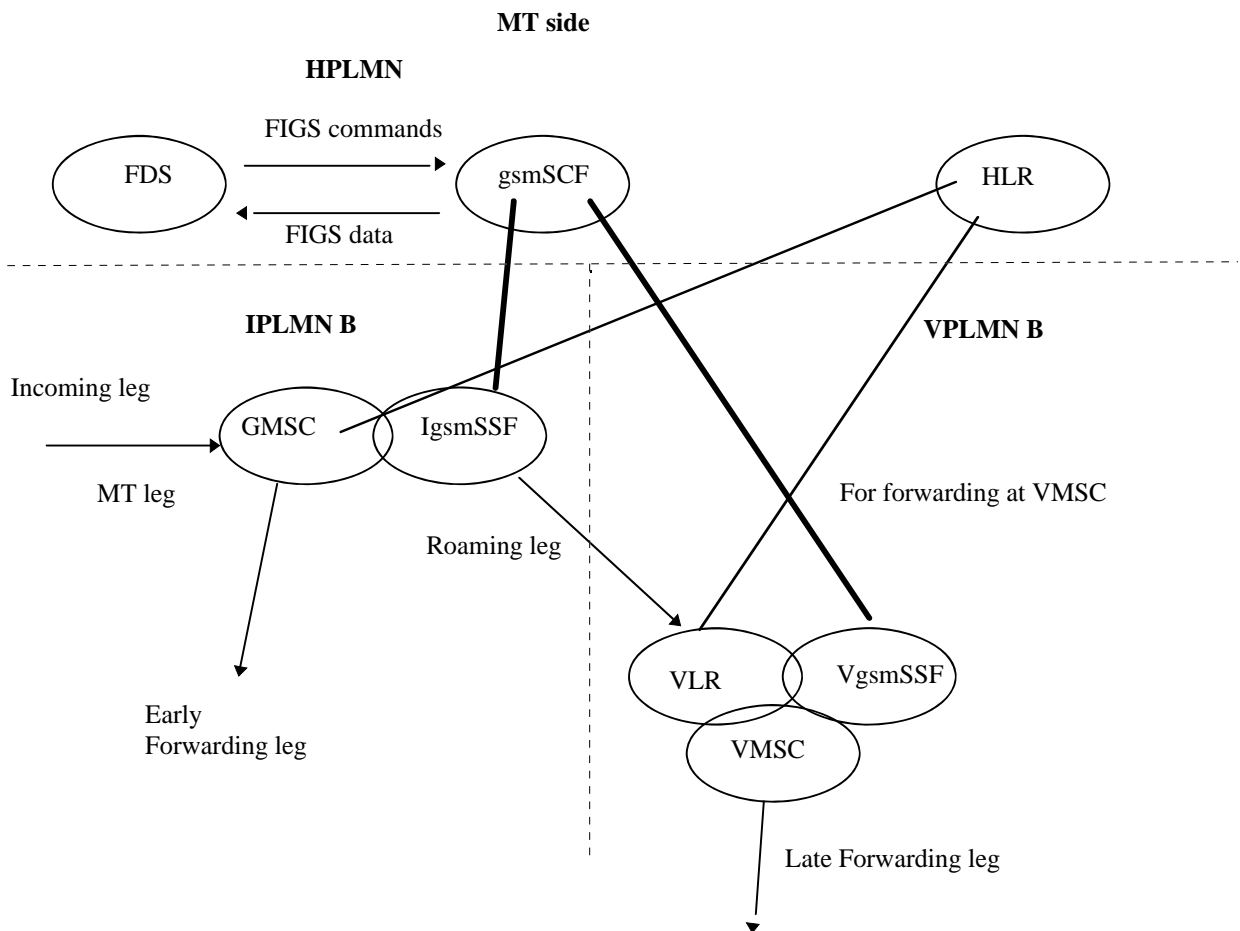 MT side
HPLMN
FIGS commands
FDS
gsmSCF
HLR
FIGS data
IPLMN B
VPLMN B
Incoming leg
GMSC
IgsmSSF
MT leg
For forwarding at VMSC
Roaming leg
VLR
VgsmSSF
Early
Forwarding leg
VMSC
Late Forwarding leg